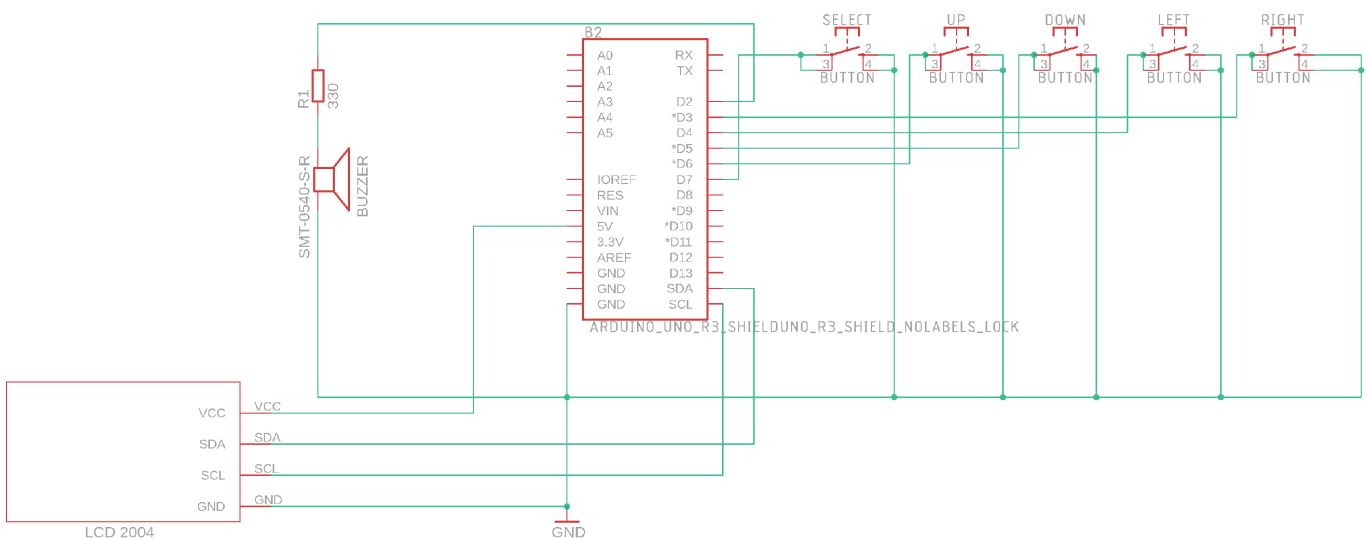 SELECT
UP
DOWN
LEFT
RIGHT
1 2
3 4
BUTTON
1 2
3 4
BUTTON
1 2
3 4
BUTTON
1 2
3 4
BUTTON
1 2
3 4
BUTTON
R1
330
SMT-0540-S-R
BUZZER
B2
A0 RX
A1 TX
A2
A3 D2
A4 *D3
A5 D4
*D5
*D6
IOREF D7
RES D8
VIN *D9
5V *D10
3.3V *D11
AREF D12
GND D13
GND SDA
GND SCL
ARDUINO_UNO_R3_SHIELDUNO_R3_SHIELD_NOLABELS_LOCK
VCC VCC
SDA SDA
SCL SCL
GND GND
LCD 2004
GND